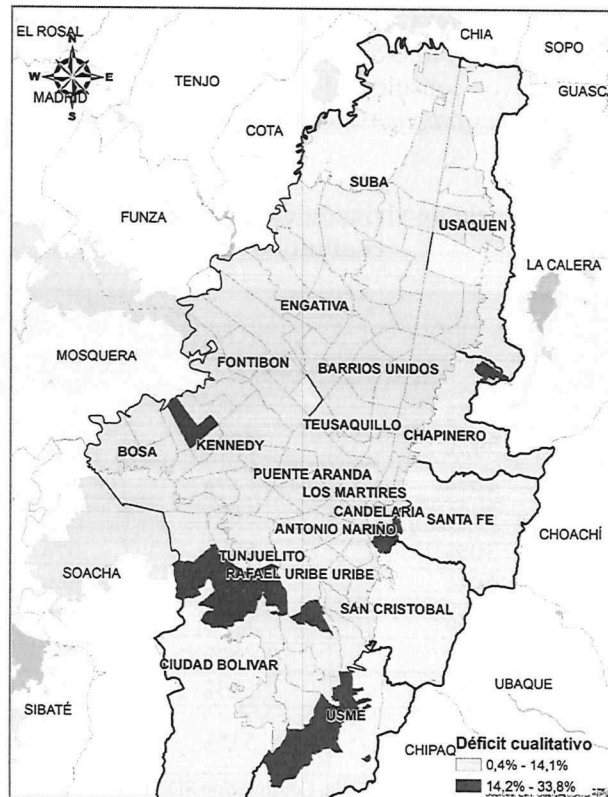 EL ROSAL
N
W E
S
MADRID
TENJO
COTA
CHIA
SOPO
GUASC
SUBA
USAQUEN
FUNZA
LA CALERA
ENGATIVA
MOSQUERA
FONTIBON
BARRIOS UNIDOS
TEUSAQUILLO
CHAPINERO
BOSA
KENNEDY
PUENTE ARANDA
LOS MARTIRES
CANDELARIA
SANTA FE
ANTONIO NARIÑO
CHOACHÍ
TUNJUELITO
SOACHA
RAFAEL URIBE URIBE
SAN CRISTOBAL
CIUDAD BOLIVAR
UBAQUE
SIBATÉ
USME
CHIPAQ
Déficit cualitativo
0,4% - 14,1%
14,2% - 33,8%